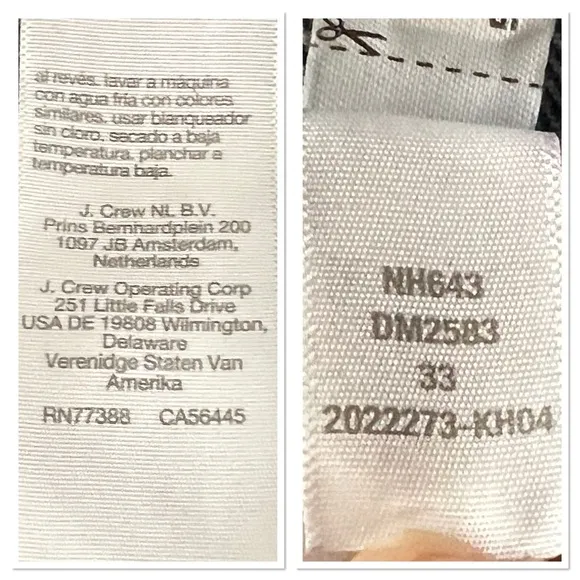 al revés. lavar a máquina
con agua fria con colores
similares. usar blanqueador
sin cloro. secado a baja
temperatura. planchar a
temperatura baja.
J. Crew NL B.V.
Prins Bernhardplein 200
1097 JB Amsterdam,
Netherlands
J. Crew Operating Corp
251 Little Falls Drive
USA DE 19808 Wilmington,
Delaware
Verenidge Staten Van
Amerika
RN77388 CA56445
NH643
DM2583
33
2022273-KH04